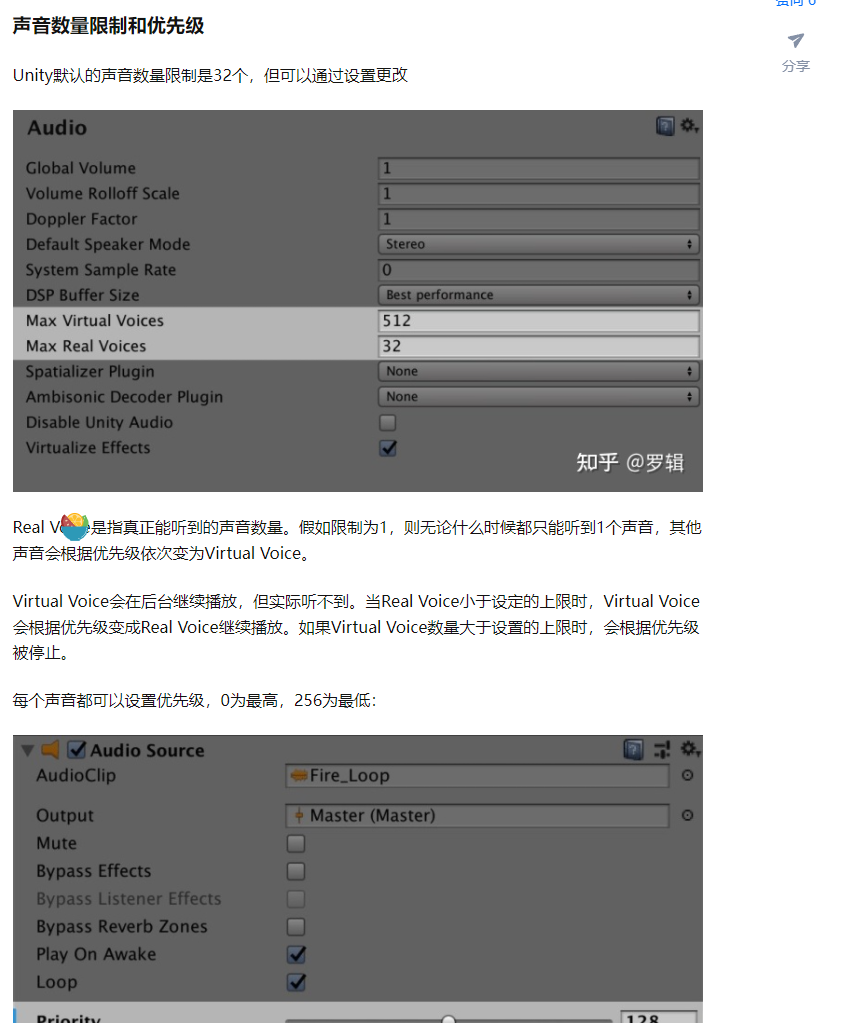 赞同 6
声音数量限制和优先级
分享
Unity默认的声音数量限制是32个，但可以通过设置更改
Audio
Global Volume 1
Volume Rolloff Scale 1
Doppler Factor 1
Default Speaker Mode Stereo
System Sample Rate 0
DSP Buffer Size Best performance
Max Virtual Voices 512
Max Real Voices 32
Spatializer Plugin None
Ambisonic Decoder Plugin None
Disable Unity Audio
Virtualize Effects
知乎 @罗辑
Real 是指真正能听到的声音数量。假如限制为1，则无论什么时候都只能听到1个声音，其他
声音会根据优先级依次变为Virtual Voice。
Virtual Voice会在后台继续播放，但实际听不到。当Real Voice小于设定的上限时，Virtual Voice
会根据优先级变成Real Voice继续播放。如果Virtual Voice数量大于设置的上限时，会根据优先级
被停止。
每个声音都可以设置优先级，0为最高，256为最低：
Audio Source
AudioClip Fire_Loop
Output Master (Master)
Mute
Bypass Effects
Bypass Listener Effects
Bypass Reverb Zones
Play On Awake
Loop
Priority 128